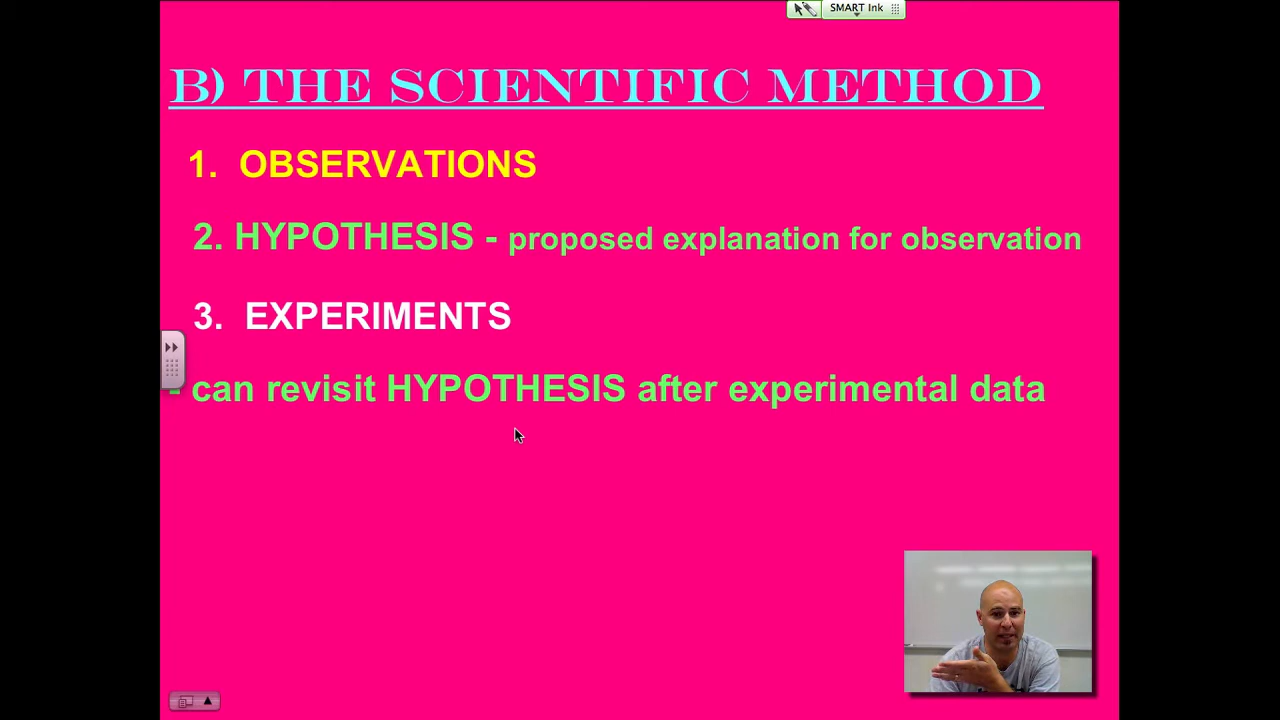 SMART Ink
B) THE SCIENTIFIC METHOD
1. OBSERVATIONS
2. HYPOTHESIS - proposed explanation for observation
3. EXPERIMENTS
can revisit HYPOTHESIS after experimental data